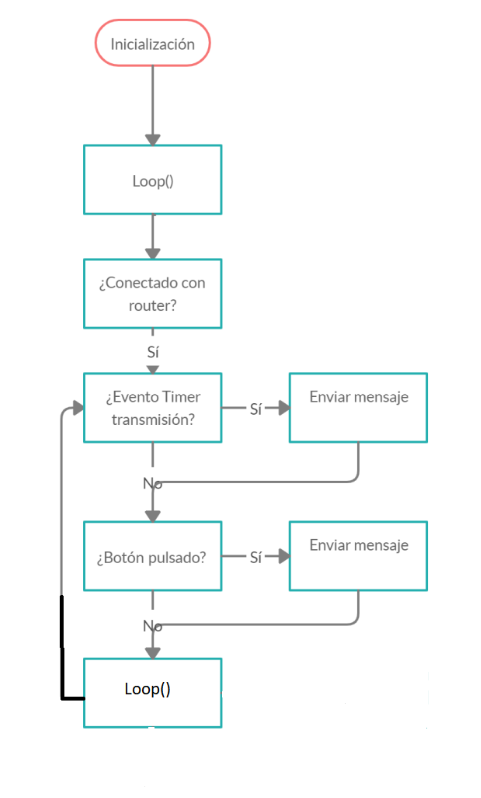 Inicialización
Loop()
¿Conectado con
router?
Sí
¿Evento Timer
transmisión?
Sí
Enviar mensaje
No
¿Botón pulsado?
Sí
Enviar mensaje
No
Loop()